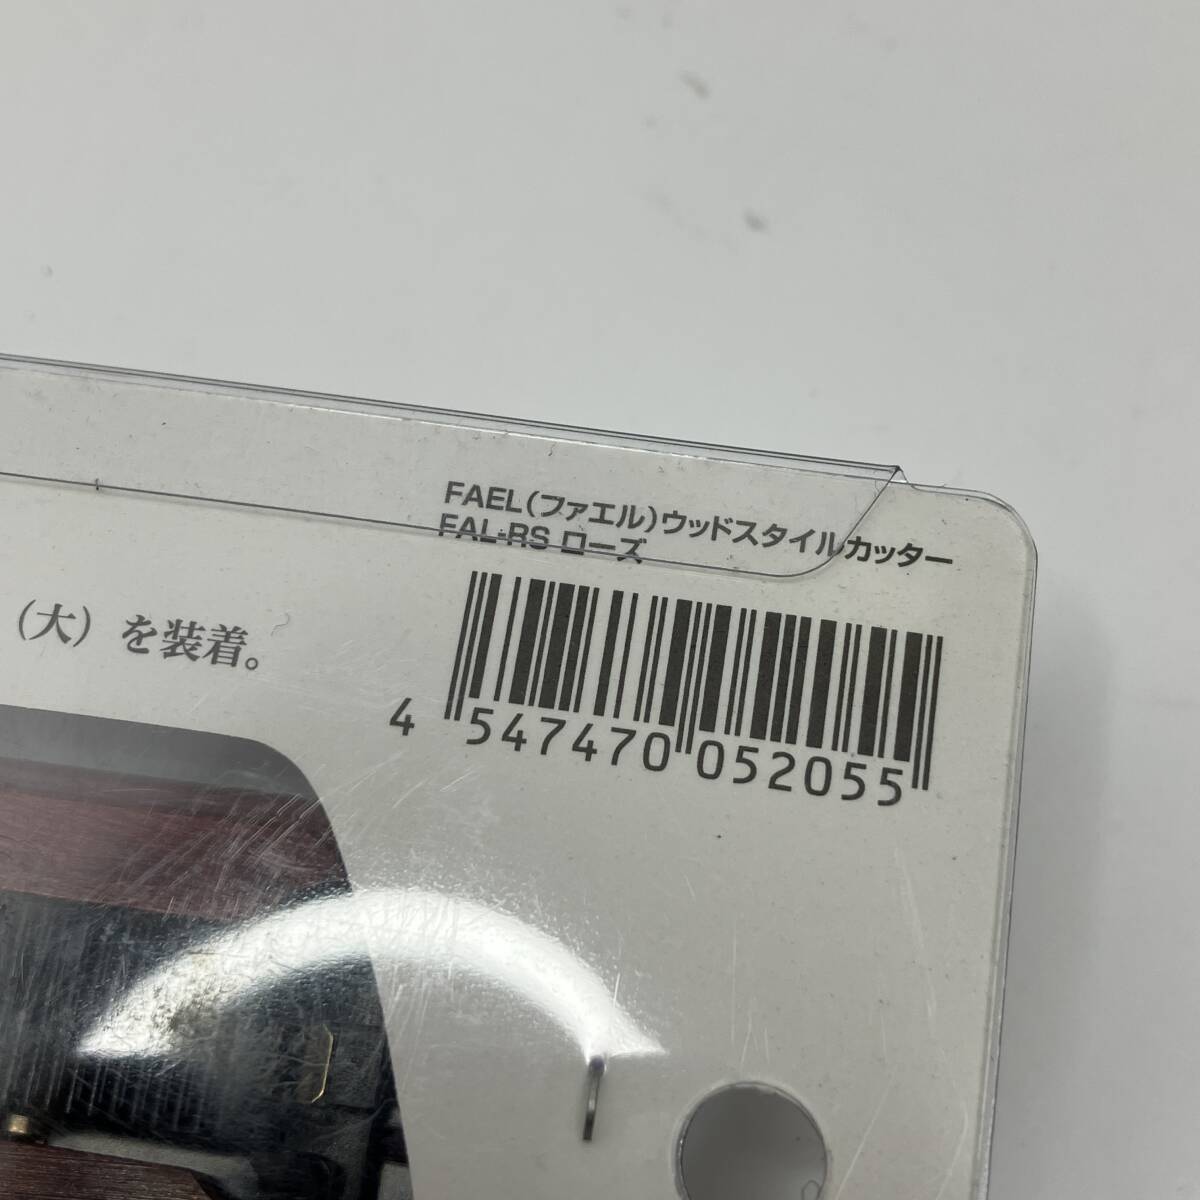 FAEL(ファエル)ウッドスタイルカッター
FAL-RS ローズ
(大)を装着。
4 547470 052055